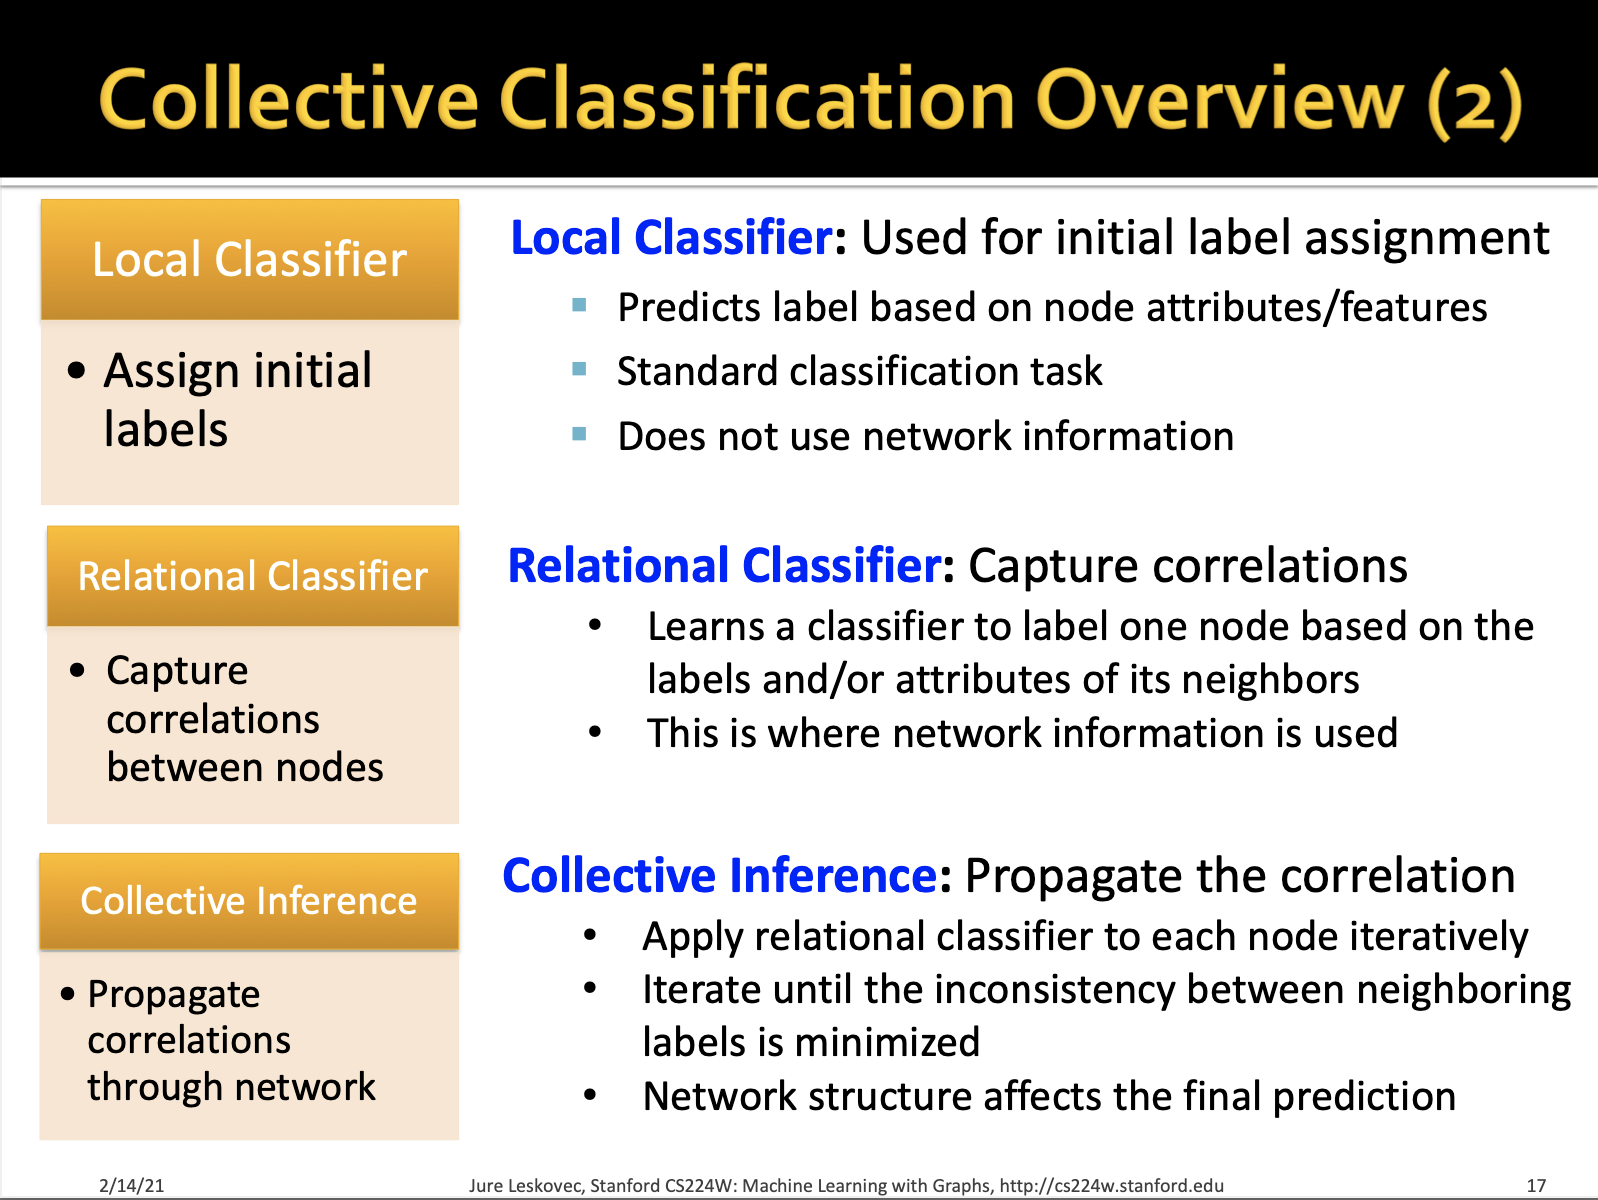 Collective Classification Overview (2)
Local Classifier
• Assign initial
labels
Local Classifier: Used for initial label assignment
▪ Predicts label based on node attributes/features
▪ Standard classification task
▪ Does not use network information
Relational Classifier
• Capture
correlations
between nodes
Relational Classifier: Capture correlations
• Learns a classifier to label one node based on the
labels and/or attributes of its neighbors
• This is where network information is used
Collective Inference
• Propagate
correlations
through network
Collective Inference: Propagate the correlation
• Apply relational classifier to each node iteratively
• Iterate until the inconsistency between neighboring
labels is minimized
• Network structure affects the final prediction
2/14/21
Jure Leskovec, Stanford CS224W: Machine Learning with Graphs, http://cs224w.stanford.edu
17